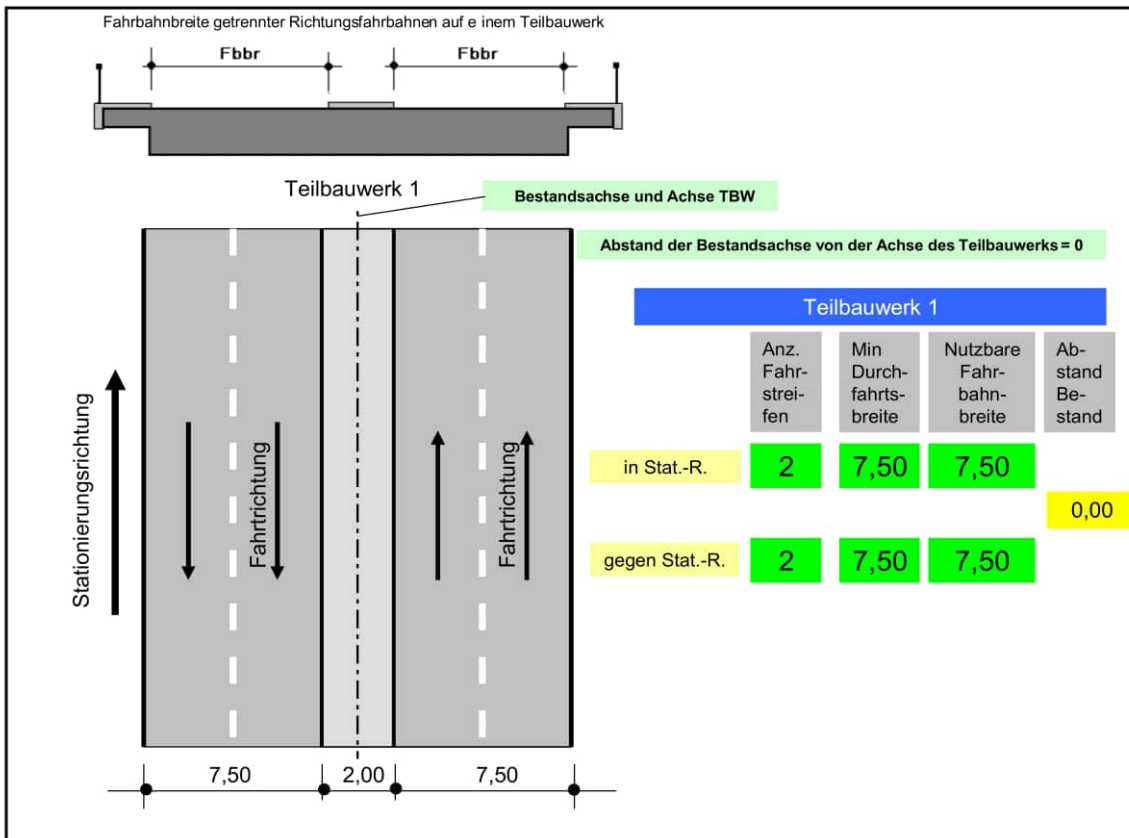 Fahrbahnbreite getrennter Richtungsfahrbahnen auf e inem Teilbauwerk
Fbbr Fbbr
Teilbauwerk 1
Bestandsachse und Achse TBW
Abstand der Bestandsachse von der Achse des Teilbauwerks = 0
Teilbauwerk 1
Anz.
Fahr-
strei-
fen
Min
Durch-
fahrts-
breite
Nutzbare
Fahr-
bahn-
breite
Ab-
stand
Be-
stand
in Stat.-R. 2 7,50 7,50
0,00
gegen Stat.-R. 2 7,50 7,50
Stationierungsrichtung
Fahrtrichtung
Fahrtrichtung
7,50 2,00 7,50